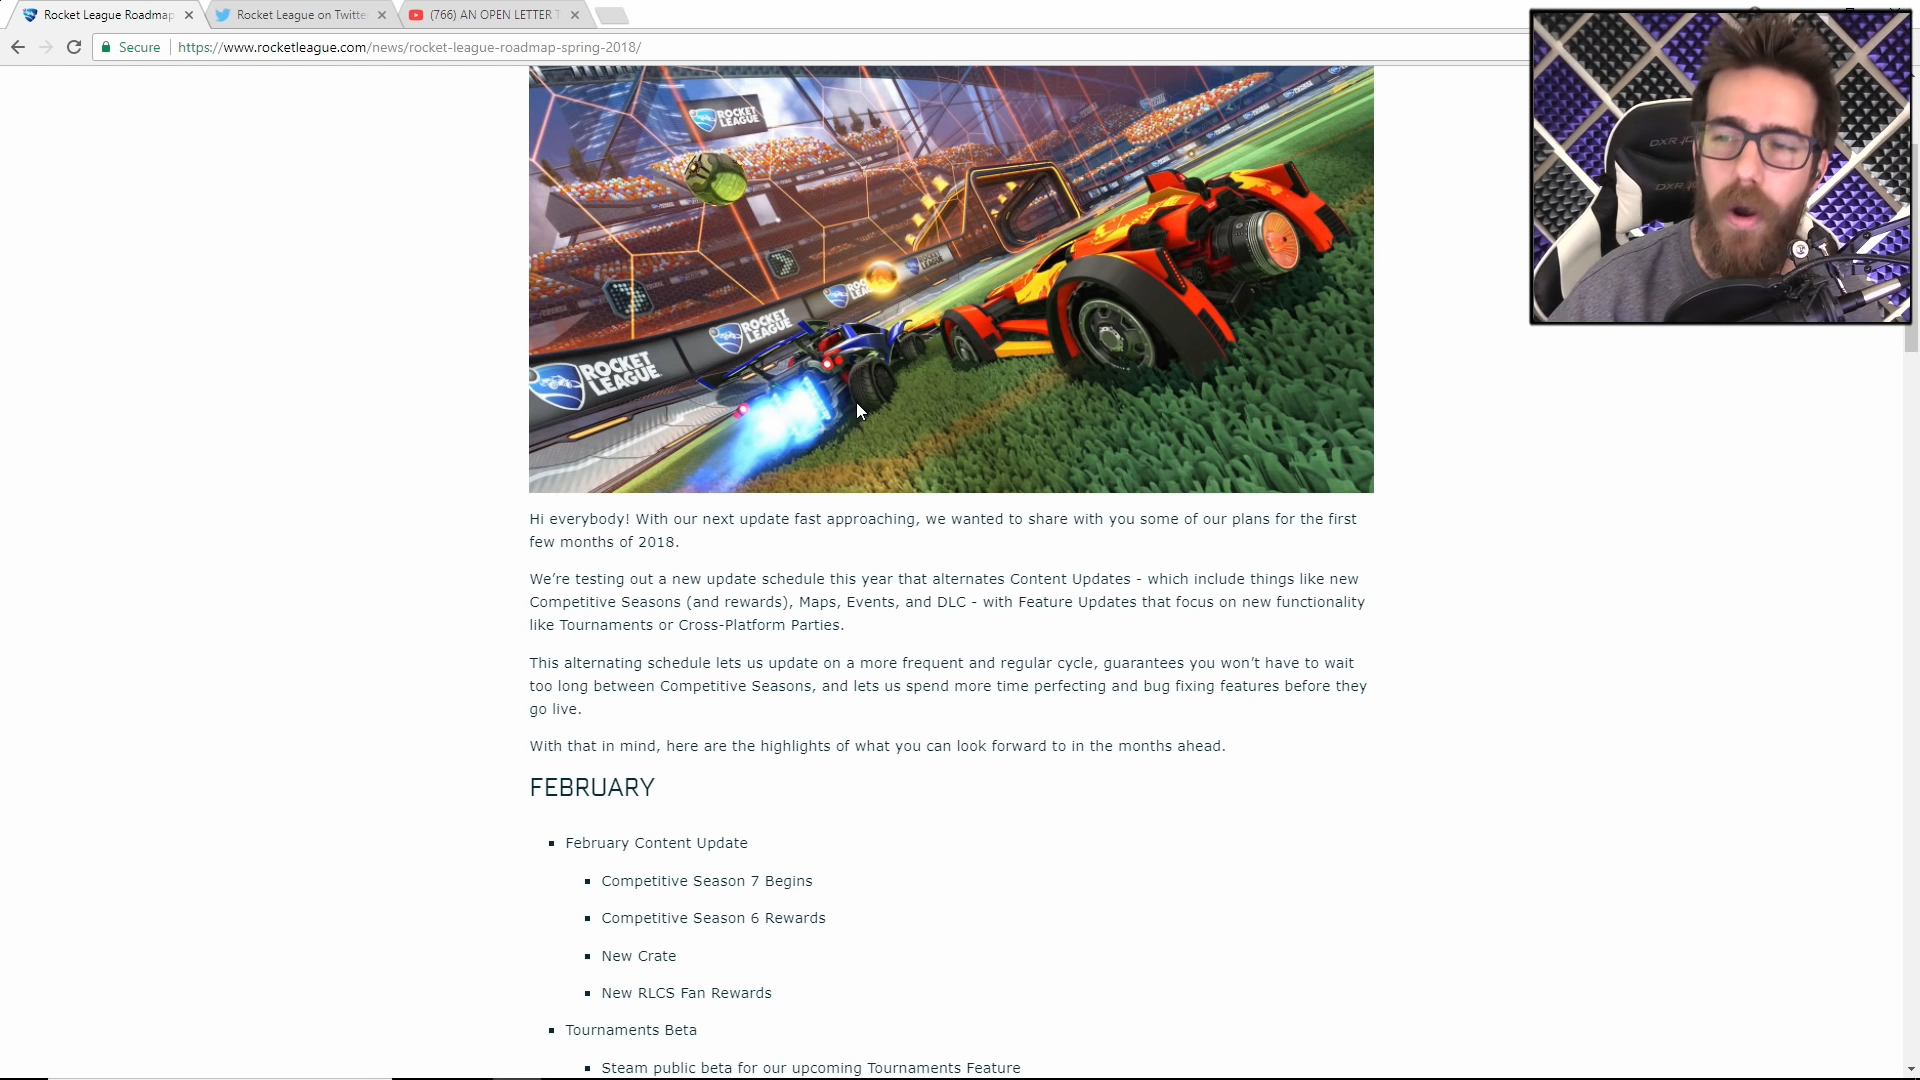 Rocket League Roadmap
Rocket League on Twitte
(766) AN OPEN LETTER T
Secure
https://www.rocketleague.com/news/rocket-league-roadmap-spring-2018/
ROCKET
LEAGUE
ROCKET
LEAGUE
ROCKET
LEAGUE
Hi everybody! With our next update fast approaching, we wanted to share with you some of our plans for the first
few months of 2018.
We’re testing out a new update schedule this year that alternates Content Updates - which include things like new
Competitive Seasons (and rewards), Maps, Events, and DLC - with Feature Updates that focus on new functionality
like Tournaments or Cross-Platform Parties.
This alternating schedule lets us update on a more frequent and regular cycle, guarantees you won’t have to wait
too long between Competitive Seasons, and lets us spend more time perfecting and bug fixing features before they
go live.
With that in mind, here are the highlights of what you can look forward to in the months ahead.
FEBRUARY
February Content Update
Competitive Season 7 Begins
Competitive Season 6 Rewards
New Crate
New RLCS Fan Rewards
Tournaments Beta
Steam public beta for our upcoming Tournaments Feature